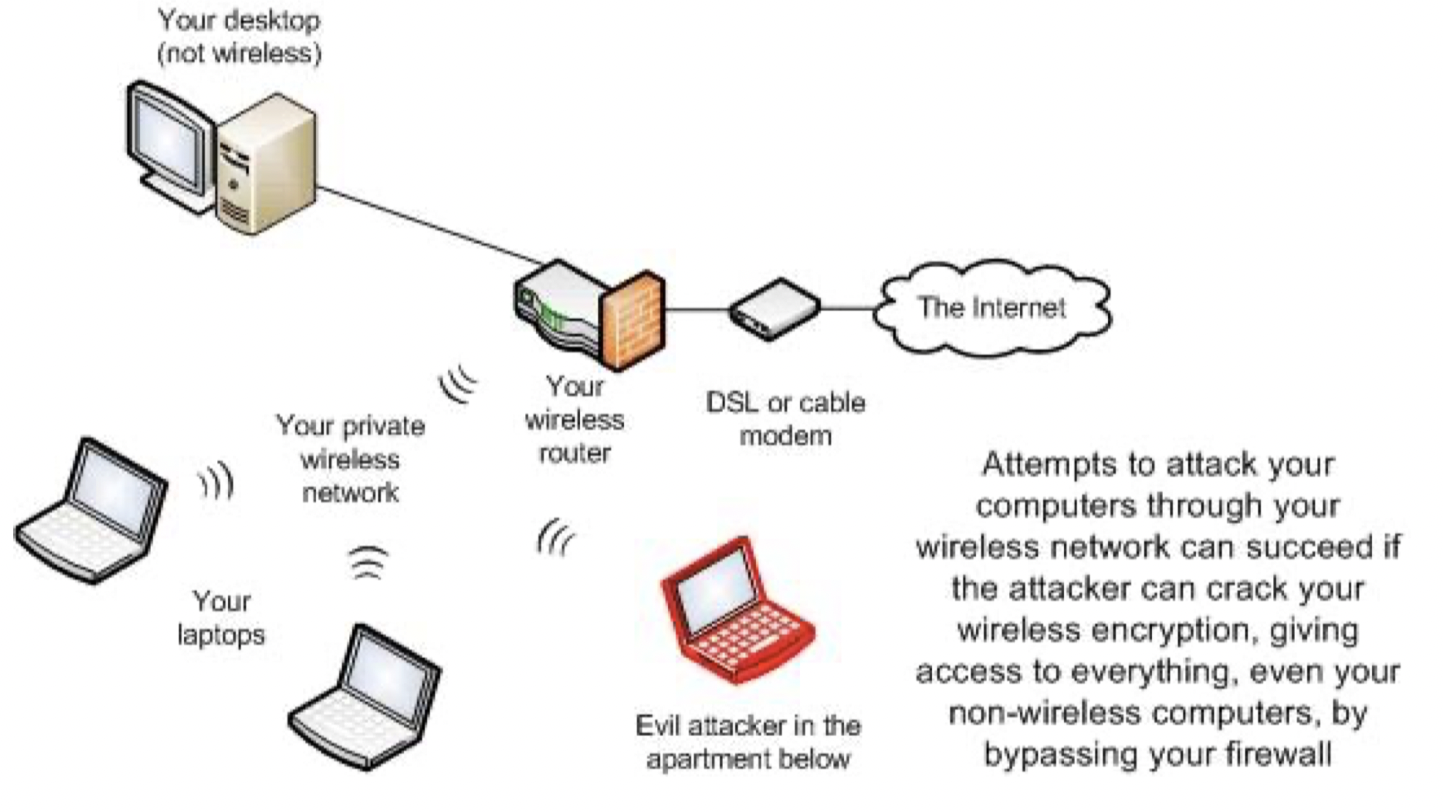 Your desktop
(not wireless)
The Internet
Your
wireless
router
DSL or cable
modem
Your private
wireless
network
Your
laptops
Evil attacker in the
apartment below
Attempts to attack your
computers through your
wireless network can succeed if
the attacker can crack your
wireless encryption, giving
access to everything, even your
non-wireless computers, by
bypassing your firewall